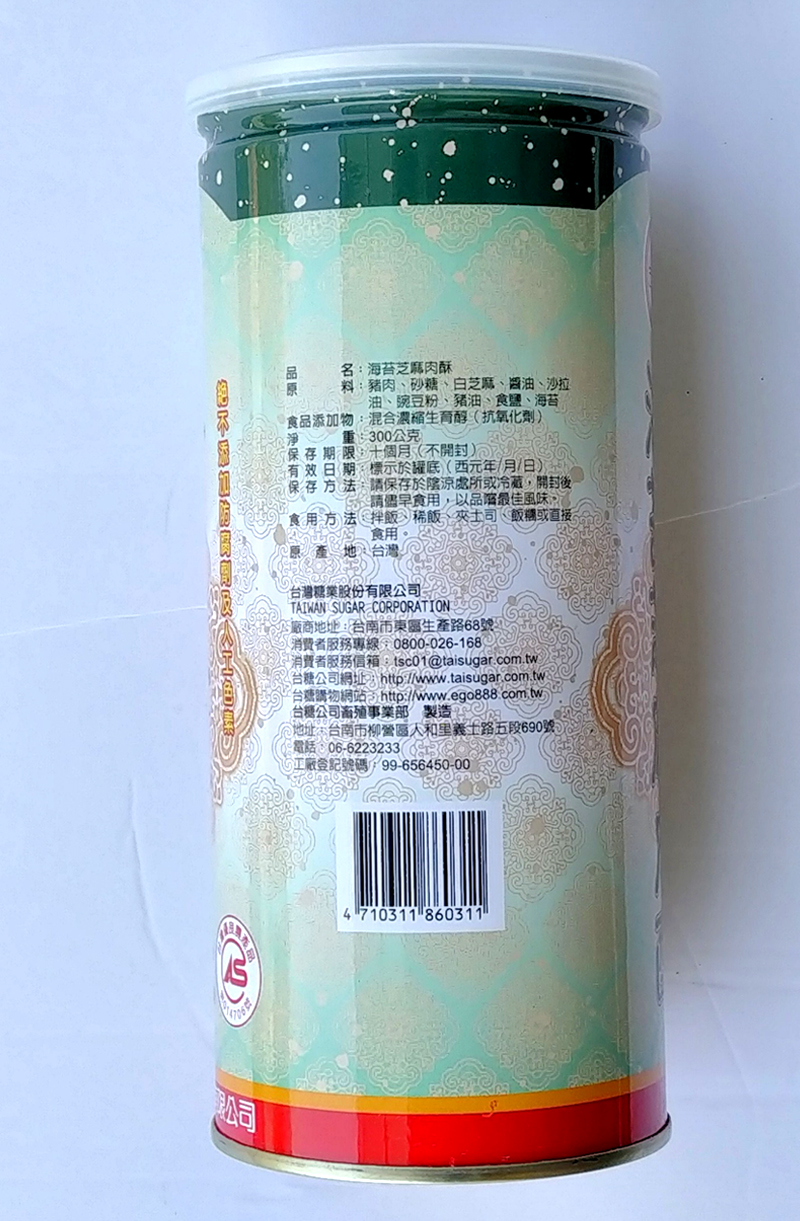 品名：海苔芝麻肉酥
原料：豬肉、砂糖、白芝麻、醬油、沙拉
油、豌豆粉、豬油、食鹽、海苔
食品添加物：混合濃縮生育醇（抗氧化劑）
淨重：300公克
保存期限：十個月（不開封）
有效日期：標示於罐底（西元年/月/日）
保存方法：請保存於陰涼處所或冷藏，開封後
請儘早食用，以品嚐最佳風味。
食用方法：拌飯、稀飯、夾土司、飯糰或直接
食用。
原產地：台灣
台灣糖業股份有限公司
TAIWAN SUGAR CORPORATION
廠商地址：台南市東區生產路68號
消費者服務專線：0800-026-168
消費者服務信箱：tsc01@taisugar.com.tw
台糖公司網址：http://www.taisugar.com.tw
台糖購物網站：http://www.ego888.com.tw
台糖公司畜殖事業部 製造
地址：台南市柳營區人和里義士路五段690號
電話：06-6223233
工廠登記號碼：99-656450-00
4 710311 860311
絕不添加防腐劑及人工色素
CAS
014706號
限公司